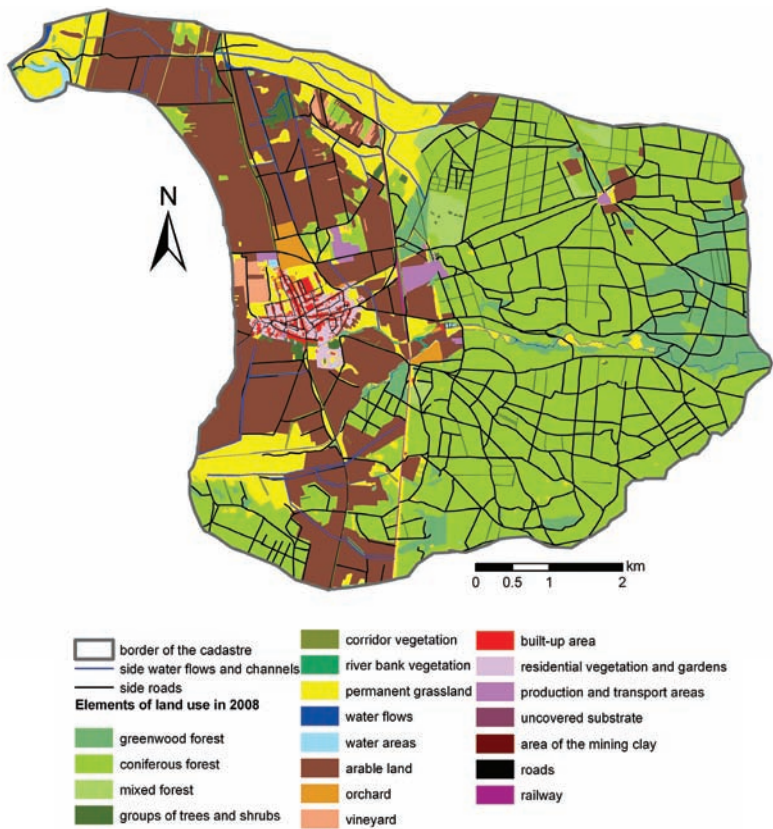 N
km
0 0.5 1 2
border of the cadastre
side water flows and channels
side roads
Elements of land use in 2008
greenwood forest
coniferous forest
mixed forest
groups of trees and shrubs
corridor vegetation
river bank vegetation
permanent grassland
water flows
water areas
arable land
orchard
vineyard
built-up area
residential vegetation and gardens
production and transport areas
uncovered substrate
area of the mining clay
roads
railway